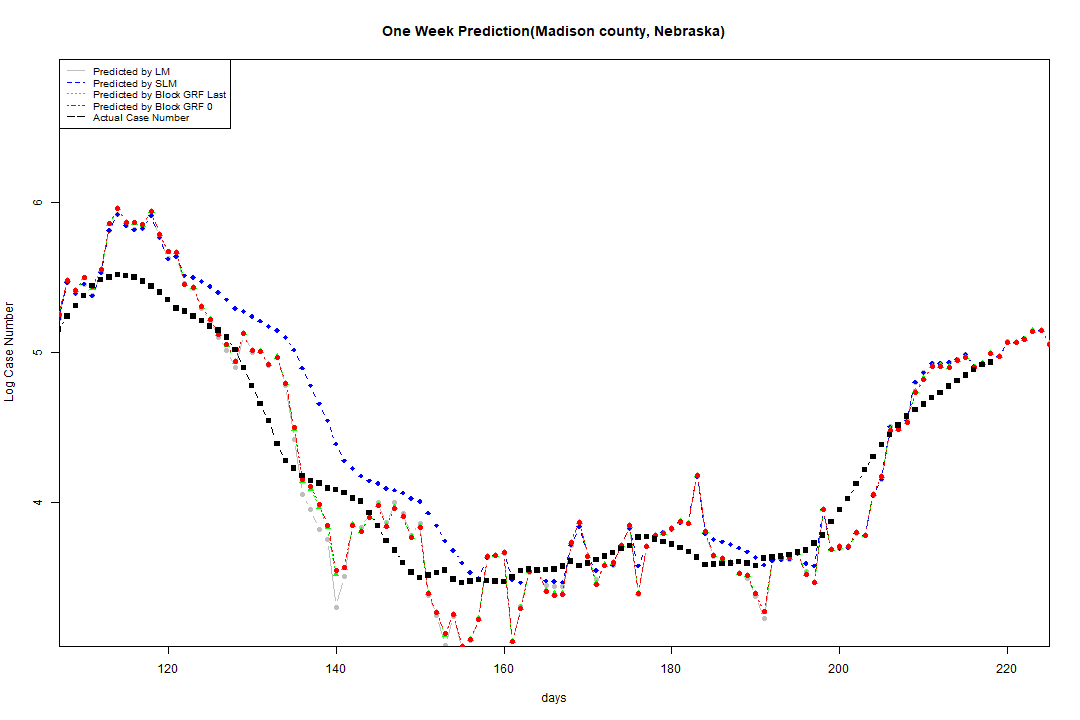 One Week Prediction(Madison county, Nebraska)
Predicted by LM
Predicted by SLM
Predicted by Block GRF Last
Predicted by Block GRF 0
Actual Case Number
6
5
4
Log Case Number
120 140 160 180 200 220
days